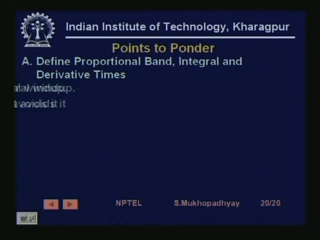 Indian Institute of Technology, Kharagpur
Points to Ponder
A. Define Proportional Band, Integral and
Derivative Times
NPTEL S.Mukhopadhyay 20/20